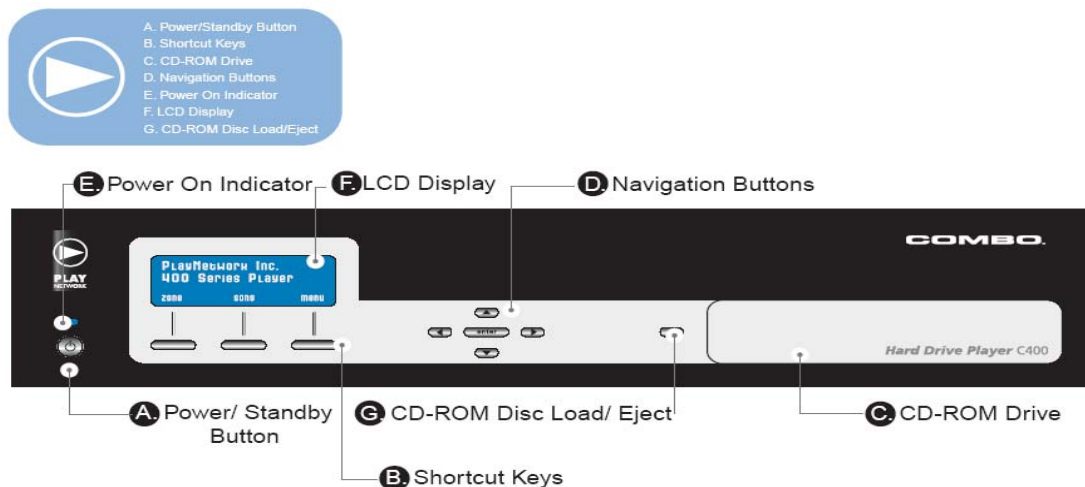 A. Power/Standby Button
B. Shortcut Keys
C. CD-ROM Drive
D. Navigation Buttons
E. Power On Indicator
F. LCD Display
G. CD-ROM Disc Load/Eject
E. Power On Indicator
F. LCD Display
D. Navigation Buttons
COMBO.
PLAY
NETWORK
PlayNetwork Inc.
400 Series Player
zone song menu
enter
Hard Drive Player C400
A. Power/ Standby
Button
G. CD-ROM Disc Load/ Eject
C. CD-ROM Drive
B. Shortcut Keys